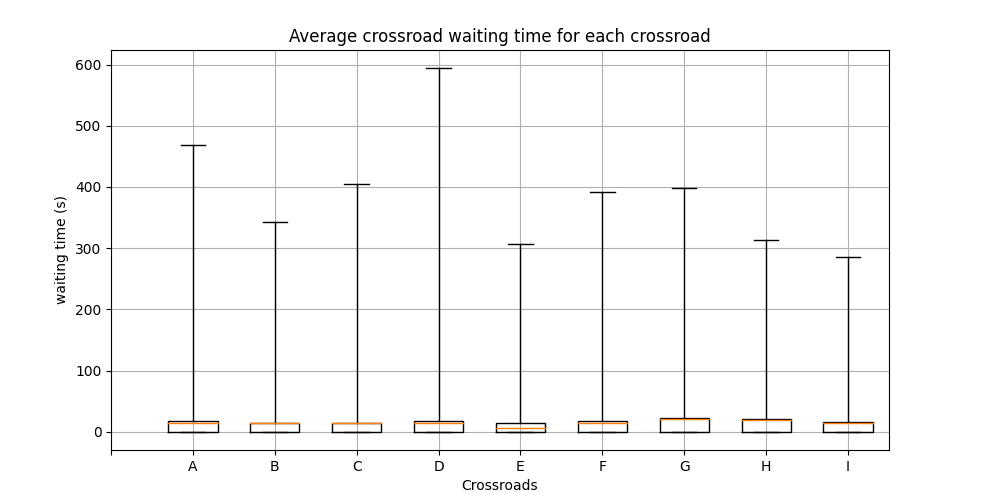 Average crossroad waiting time for each crossroad
600
500
400
300
200
100
0
waiting time (s)
A B C D E F G H I
Crossroads